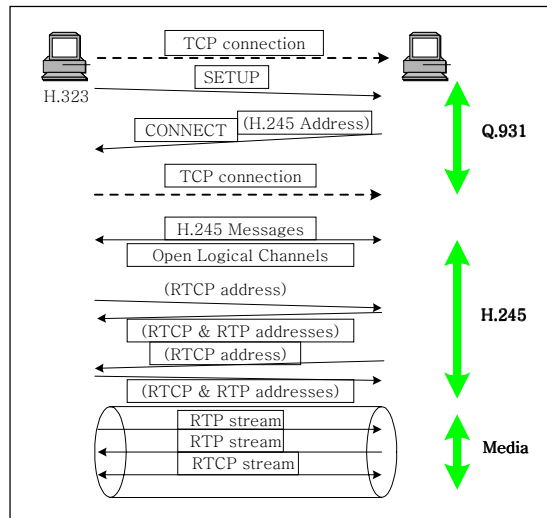 TCP connection
SETUP
H.323
CONNECT
(H.245 Address)
Q.931
TCP connection
H.245 Messages
Open Logical Channels
(RTCP address)
H.245
(RTCP & RTP addresses)
(RTCP address)
(RTCP & RTP addresses)
RTP stream
RTP stream
Media
RTCP stream